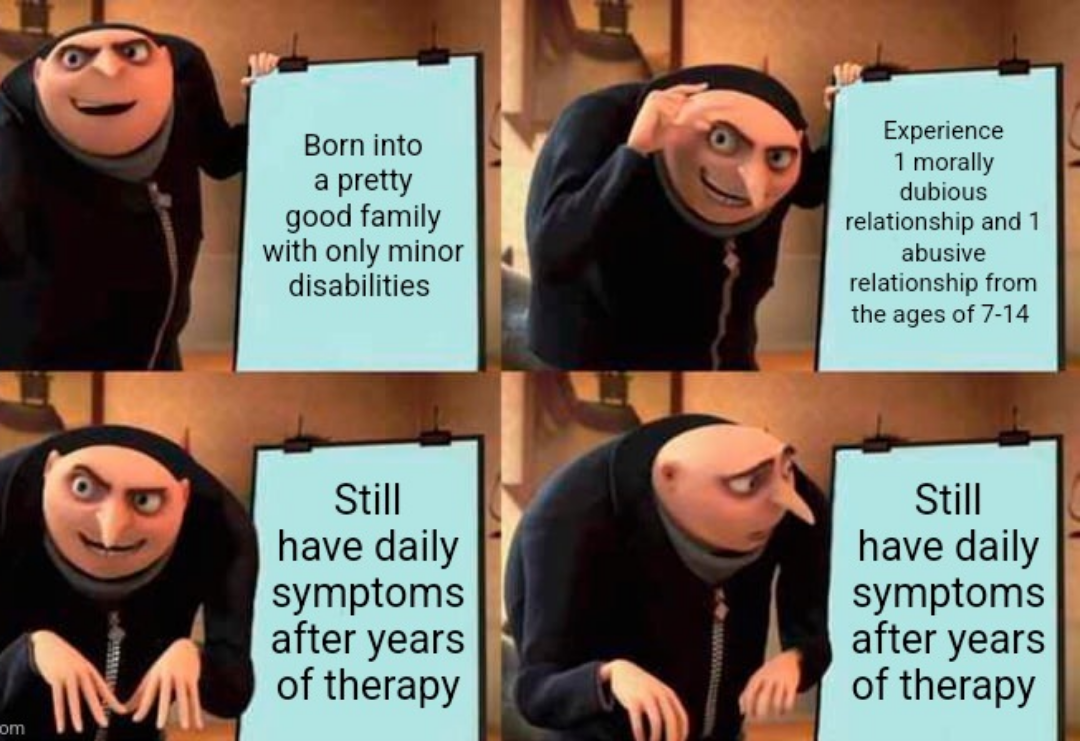 Born into
a pretty
good family
with only minor
disabilities
Experience
1 morally
dubious
relationship and 1
abusive
relationship from
the ages of 7-14
Still
have daily
symptoms
after years
of therapy
Still
have daily
symptoms
after years
of therapy
om